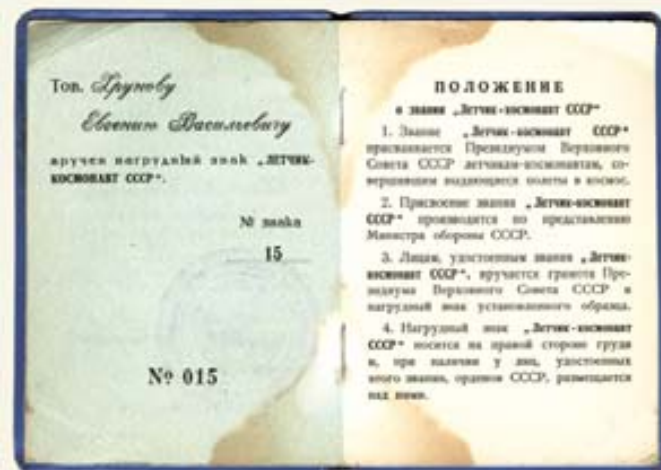 Тов. Хрунову
Евгению Васильевичу
вручен нагрудный знак „ЛЕТЧИК-
КОСМОНАВТ СССР“.
№ знака
15
№ 015
ПОЛОЖЕНИЕ
о звании „Летчик-космонавт СССР“
1. Звание „Летчик-космонавт СССР“
присваивается Президиумом Верховного
Совета СССР летчикам-космонавтам, со-
вершившим выдающиеся полеты в космос.
2. Присвоение звания „Летчик-космонавт
СССР“ производится по представлению
Министра обороны СССР.
3. Лицам, удостоенным звания „Летчик-
космонавт СССР“, вручается грамота Пре-
зидиума Верховного Совета СССР и
нагрудный знак установленного образца.
4. Нагрудный знак „Летчик-космонавт
СССР“ носится на правой стороне груди
и, при наличии у лиц, удостоенных
этого звания, орденов СССР, размещается
над ними.